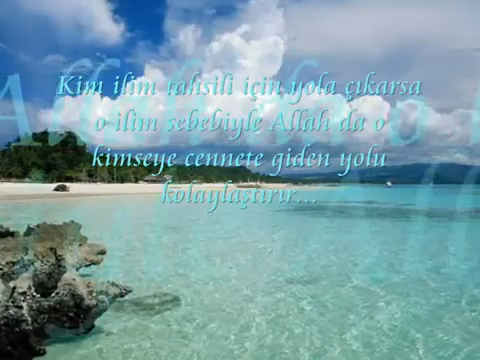 Kim ilim tahsili için yola çıkarsa
o ilim sebebiyle Allah da o
kimseye cennete giden yolu
kolaylaştırır...